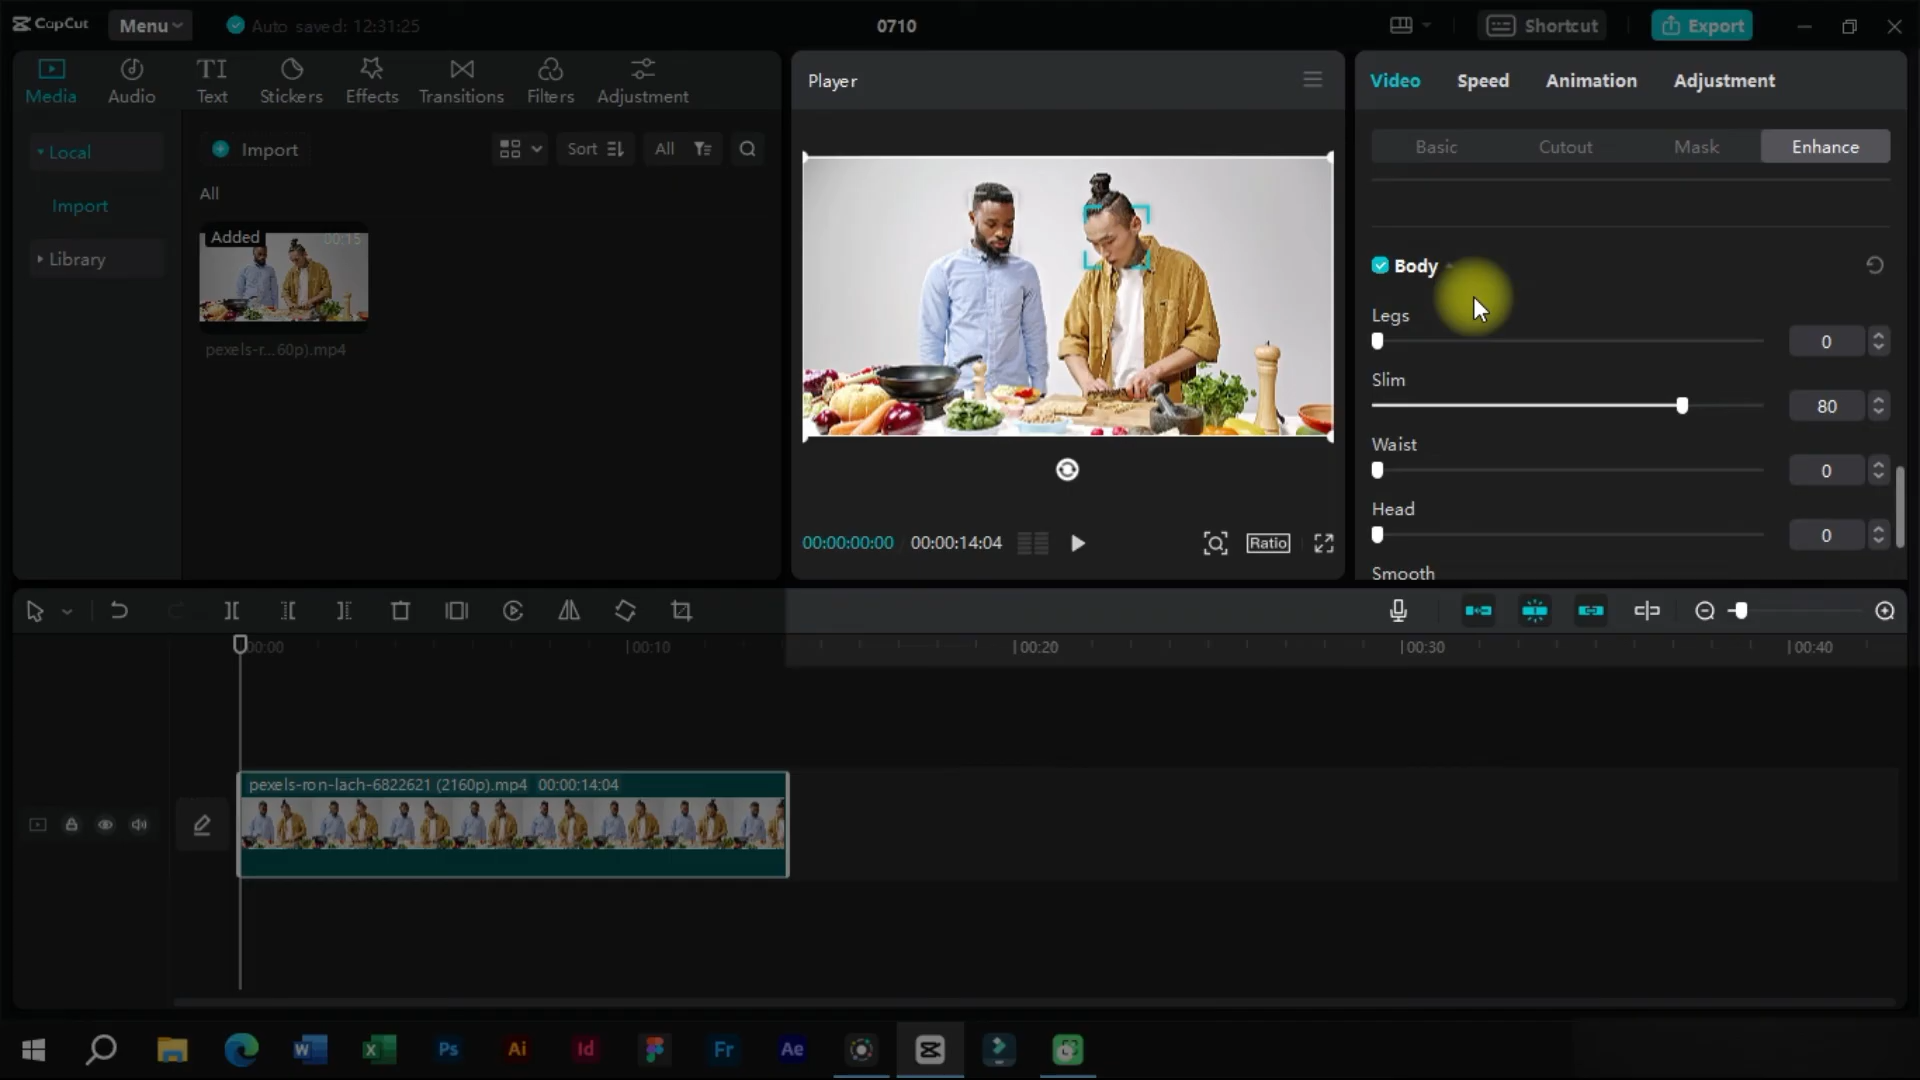 CapCut
Menu
Auto saved: 12:31:25
0710
Shortcut
Export
Media
Audio
TI
Text
Stickers
Effects
Transitions
Filters
Adjustment
Local
Import
Library
Import
Sort
All
All
Added
00:15
pexels-r...60p).mp4
Player
00:00:00:00
00:00:14:04
Ratio
Video
Speed
Animation
Adjustment
Basic
Cutout
Mask
Enhance
Body
Legs
0
Slim
80
Waist
0
Head
0
Smooth
00:00
00:10
00:20
00:30
00:40
pexels-ron-lach-6822621 (2160p).mp4 00:00:14:04
W
X
Ps
Ai
Id
Fr
Ae